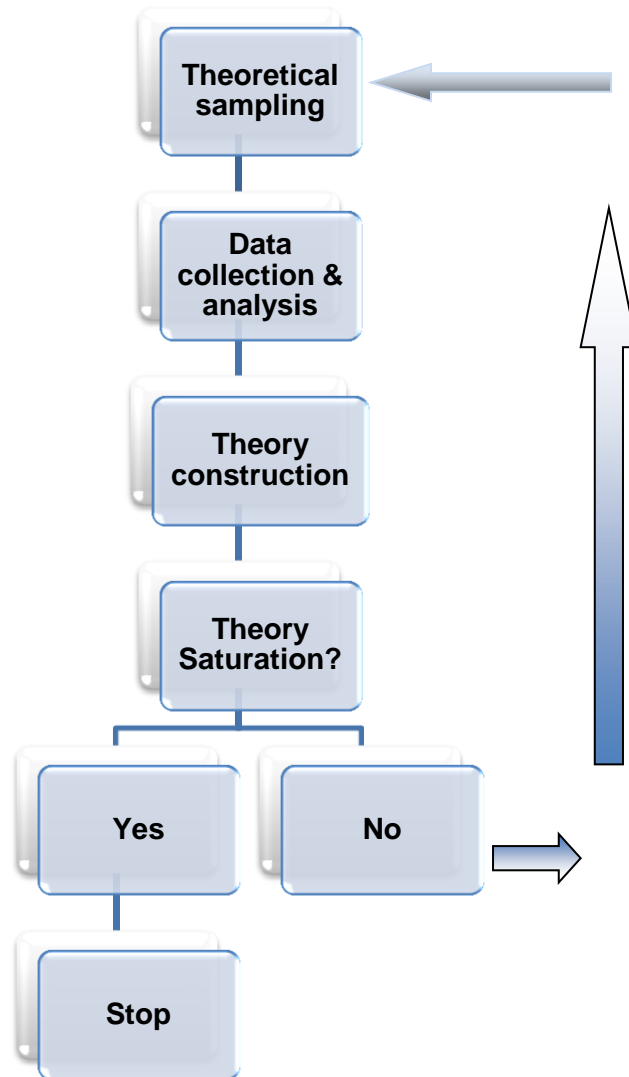 Theoretical
sampling
Data
collection &
analysis
Theory
construction
Theory
Saturation?
Yes
No
Stop